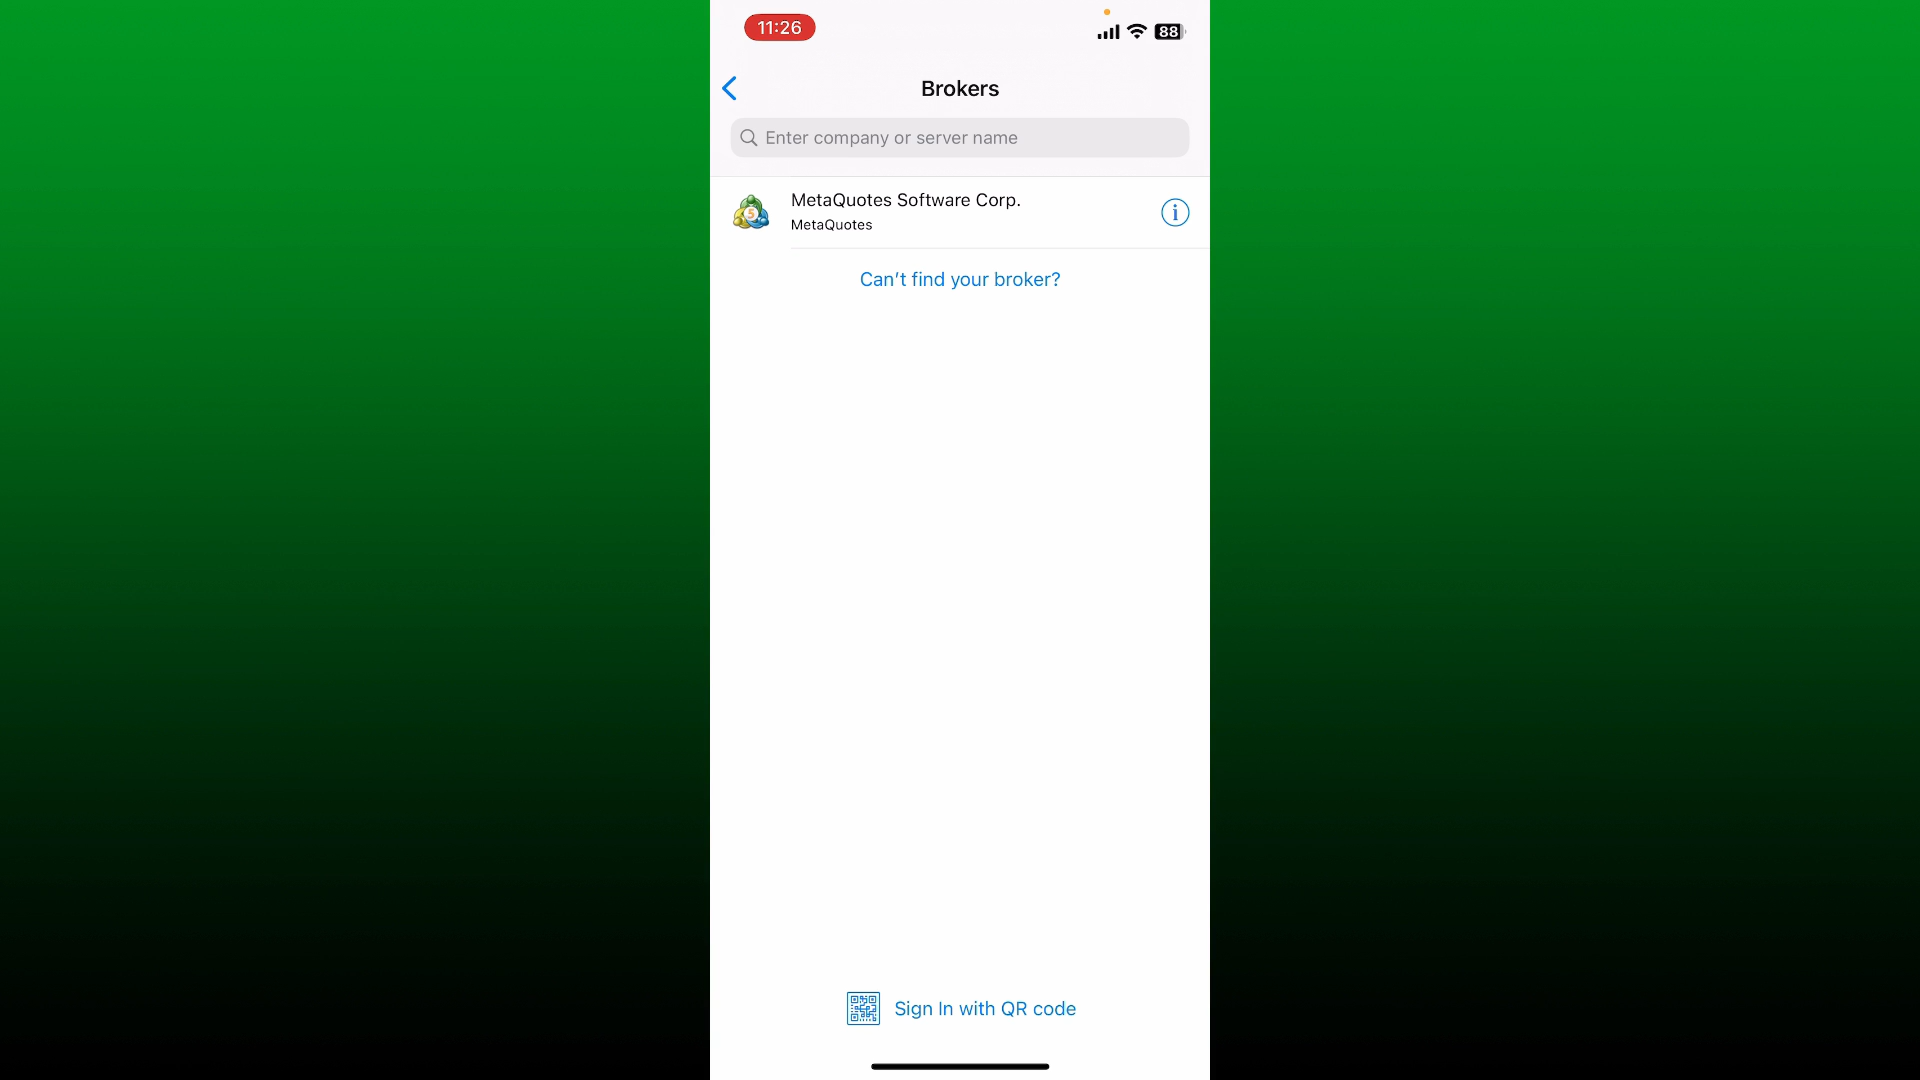 11:26
88
Brokers
Enter company or server name
5
MetaQuotes Software Corp.
MetaQuotes
i
Can't find your broker?
Sign In with QR code